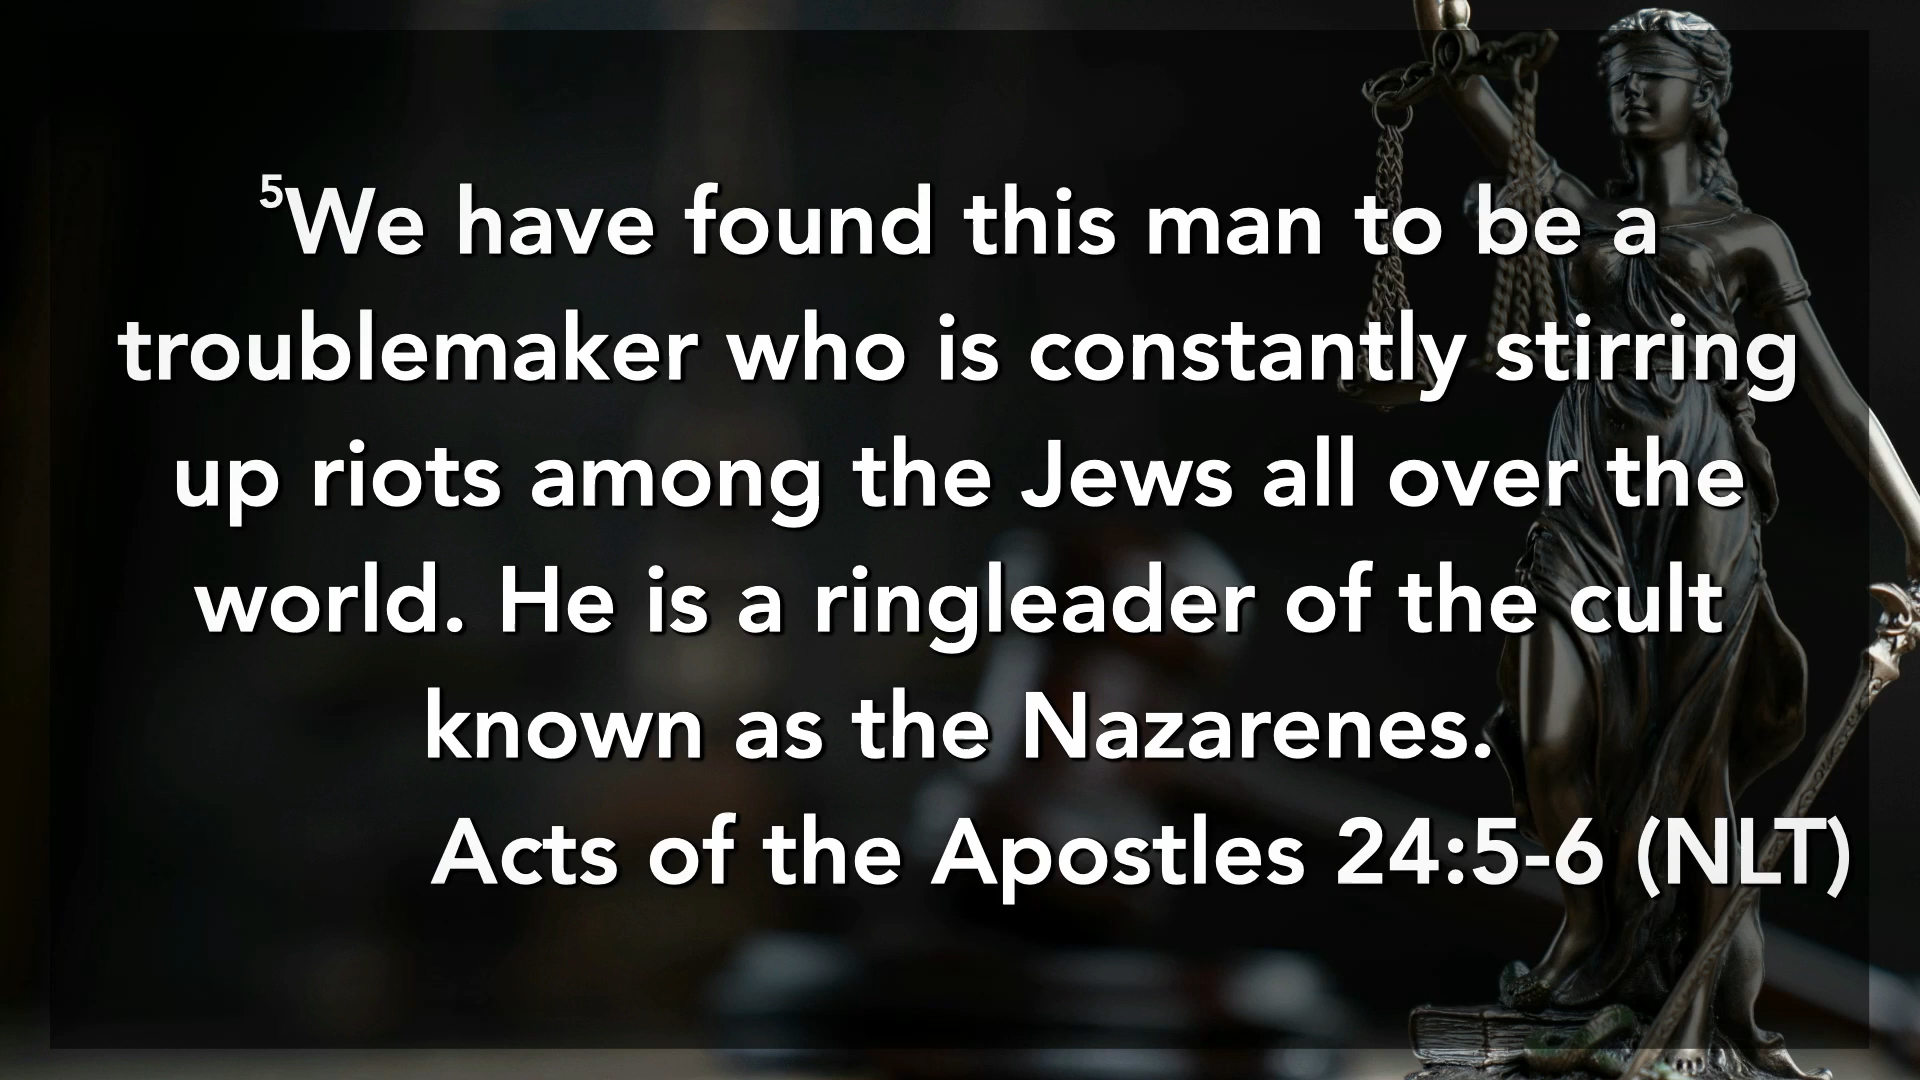 ⁵We have found this man to be a
troublemaker who is constantly stirring
up riots among the Jews all over the
world. He is a ringleader of the cult
known as the Nazarenes.
Acts of the Apostles 24:5-6 (NLT)